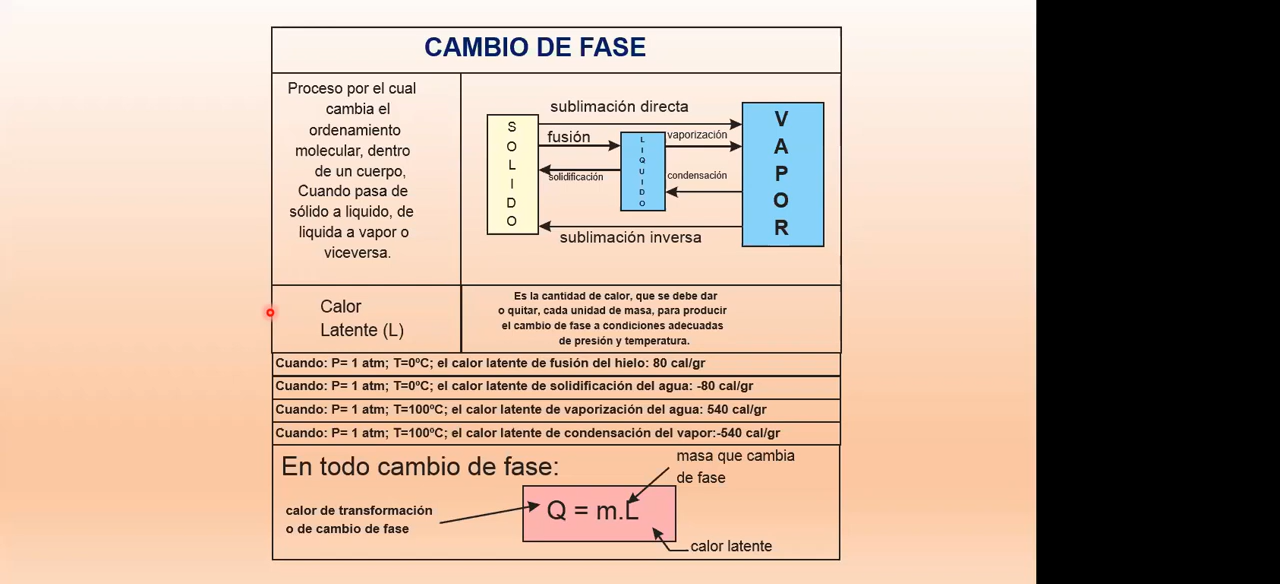 CAMBIO DE FASE
Proceso por el cual
cambia el
ordenamiento
molecular, dentro
de un cuerpo,
Cuando pasa de
sólido a liquido, de
liquida a vapor o
viceversa.
SOLIDO
sublimación directa
fusión
solidificación
LIQUIDO
vaporización
condensación
sublimación inversa
VAPOR
Calor
Latente (L)
Es la cantidad de calor, que se debe dar
o quitar, cada unidad de masa, para producir
el cambio de fase a condiciones adecuadas
de presión y temperatura.
Cuando: P= 1 atm; T=0ºC; el calor latente de fusión del hielo: 80 cal/gr
Cuando: P= 1 atm; T=0ºC; el calor latente de solidificación del agua: -80 cal/gr
Cuando: P= 1 atm; T=100ºC; el calor latente de vaporización del agua: 540 cal/gr
Cuando: P= 1 atm; T=100ºC; el calor latente de condensación del vapor:-540 cal/gr
En todo cambio de fase:
masa que cambia
de fase
calor de transformación
o de cambio de fase
Q = m.L
calor latente